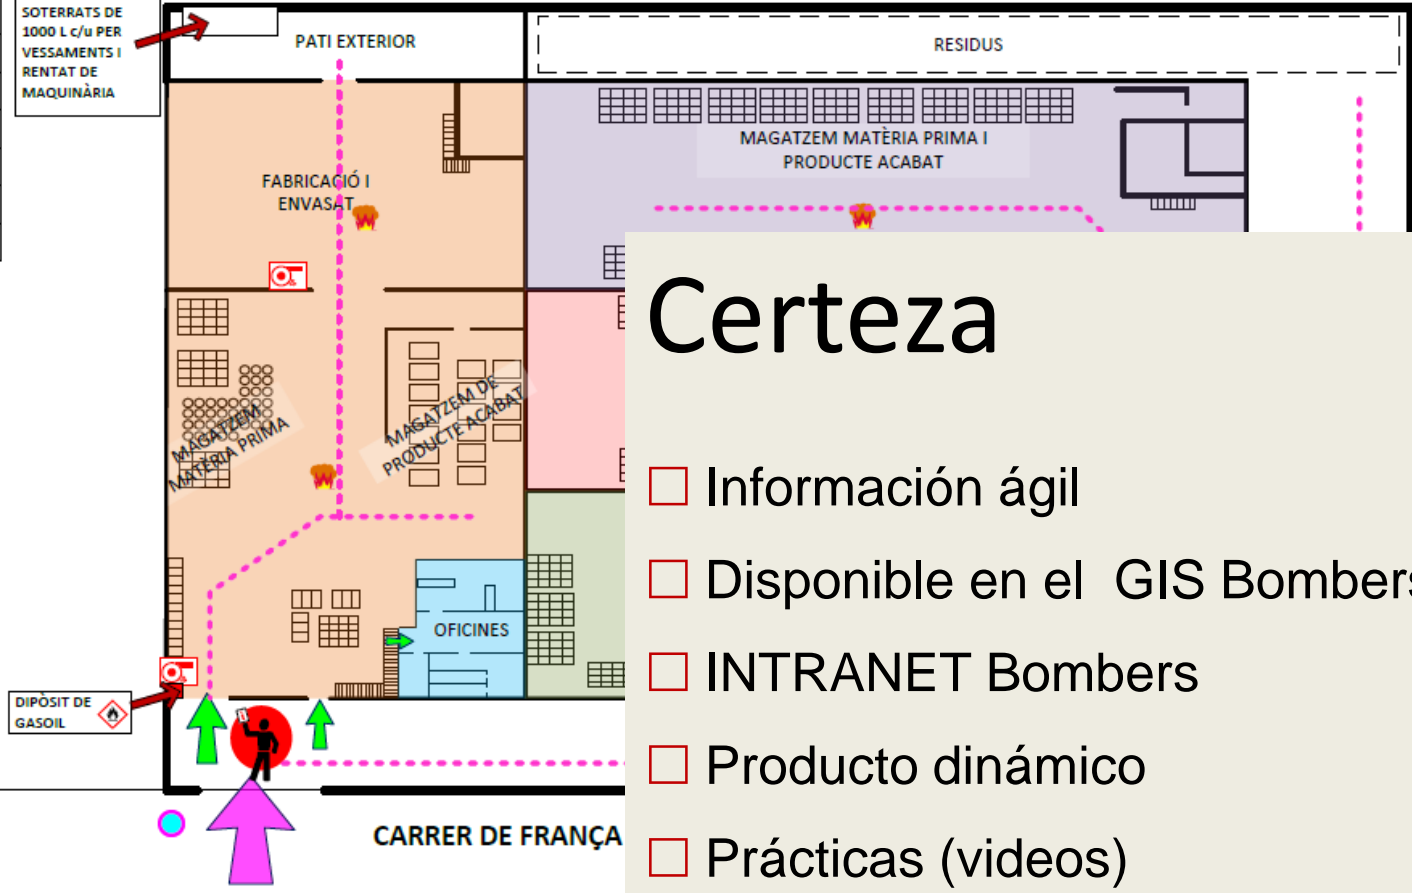 SOTERRATS DE
1000 L c/u PER
VESSAMENTS I
RENTAT DE
MAQUINÀRIA
PATI EXTERIOR
RESIDUS
MAGATZEM MATÈRIA PRIMA I
PRODUCTE ACABAT
FABRICACIÓ I
ENVASAT
MAGATZEM
MATÈRIA PRIMA
MAGATZEM DE
PRODUCTE ACABAT
OFICINES
DIPÒSIT DE
GASOIL
CARRER DE FRANÇA
Certeza
Información ágil
Disponible en el GIS Bombers
INTRANET Bombers
Producto dinámico
Prácticas (videos)